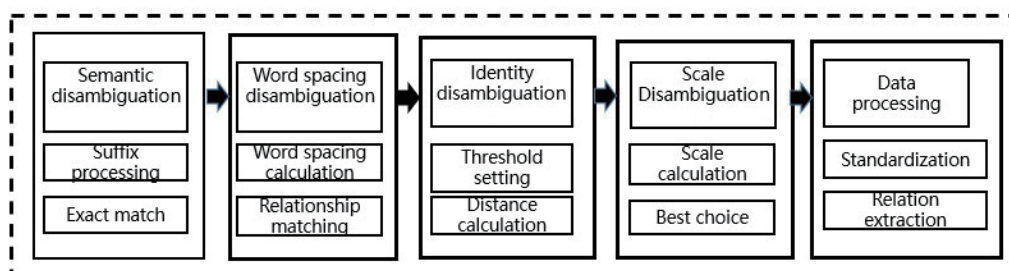 Semantic
disambiguation
Suffix
processing
Exact match
Word spacing
disambiguation
Word spacing
calculation
Relationship
matching
Identity
disambiguation
Threshold
setting
Distance
calculation
Scale
Disambiguation
Scale
calculation
Best choice
Data
processing
Standardization
Relation
extraction